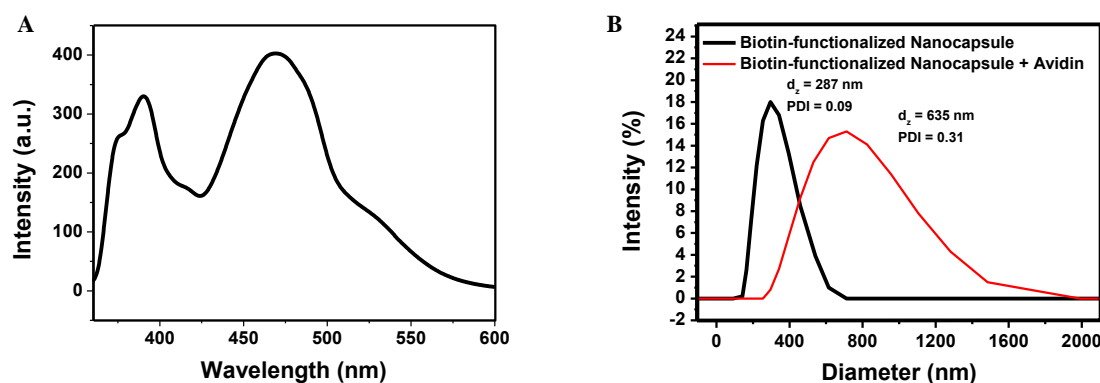 A
400
300
200
100
0
Intensity (a.u.)
400
450
500
550
600
Wavelength (nm)
B
24
22
20
18
16
14
12
10
8
6
4
2
0
-2
Intensity (%)
Biotin-functionalized Nanocapsule
Biotin-functionalized Nanocapsule + Avidin
d_z = 287 nm
PDI = 0.09
d_z = 635 nm
PDI = 0.31
0
400
800
1200
1600
2000
Diameter (nm)